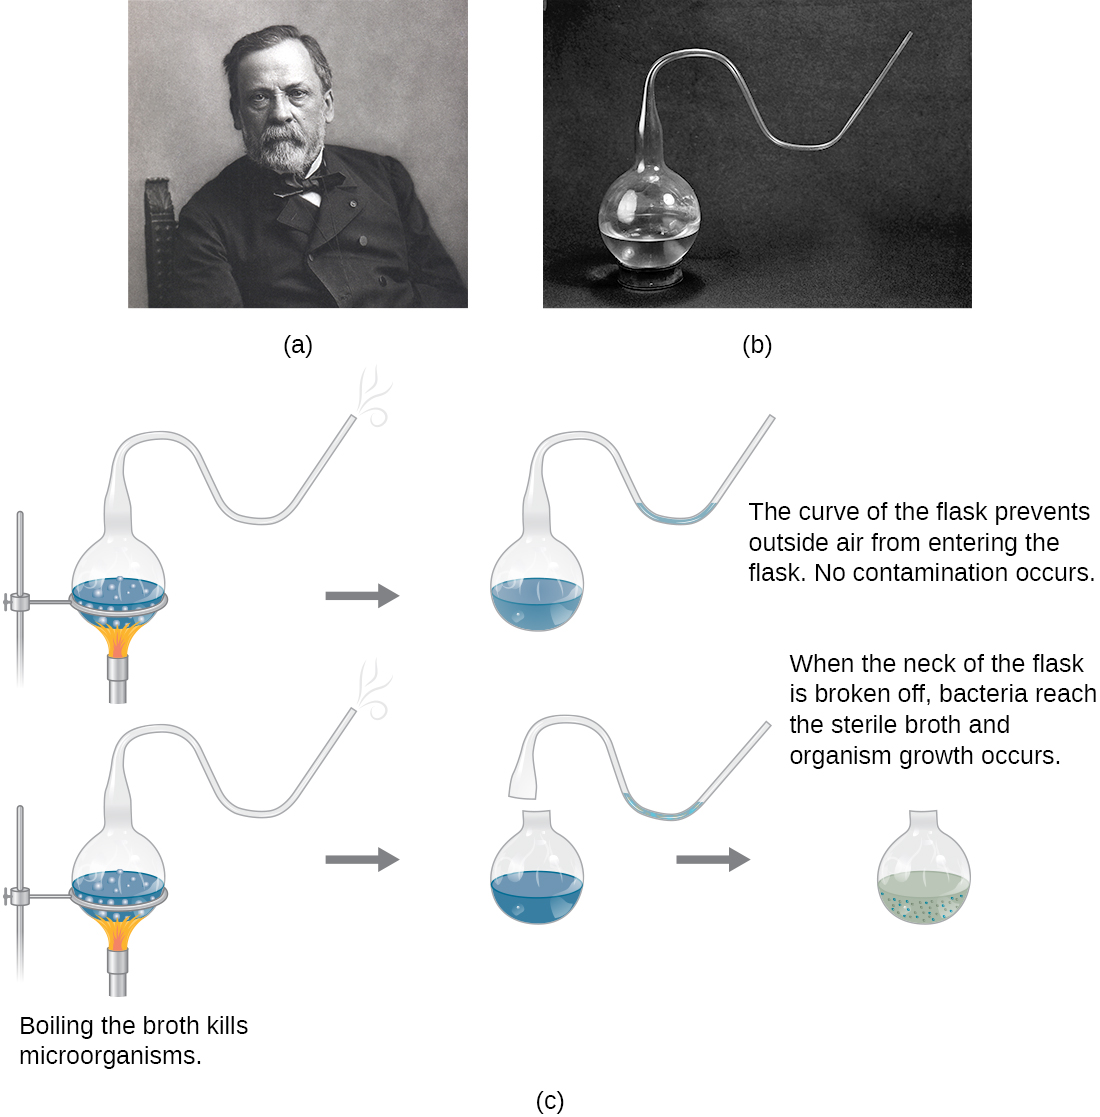 (a)
(b)
The curve of the flask prevents
outside air from entering the
flask. No contamination occurs.
When the neck of the flask
is broken off, bacteria reach
the sterile broth and
organism growth occurs.
Boiling the broth kills
microorganisms.
(c)